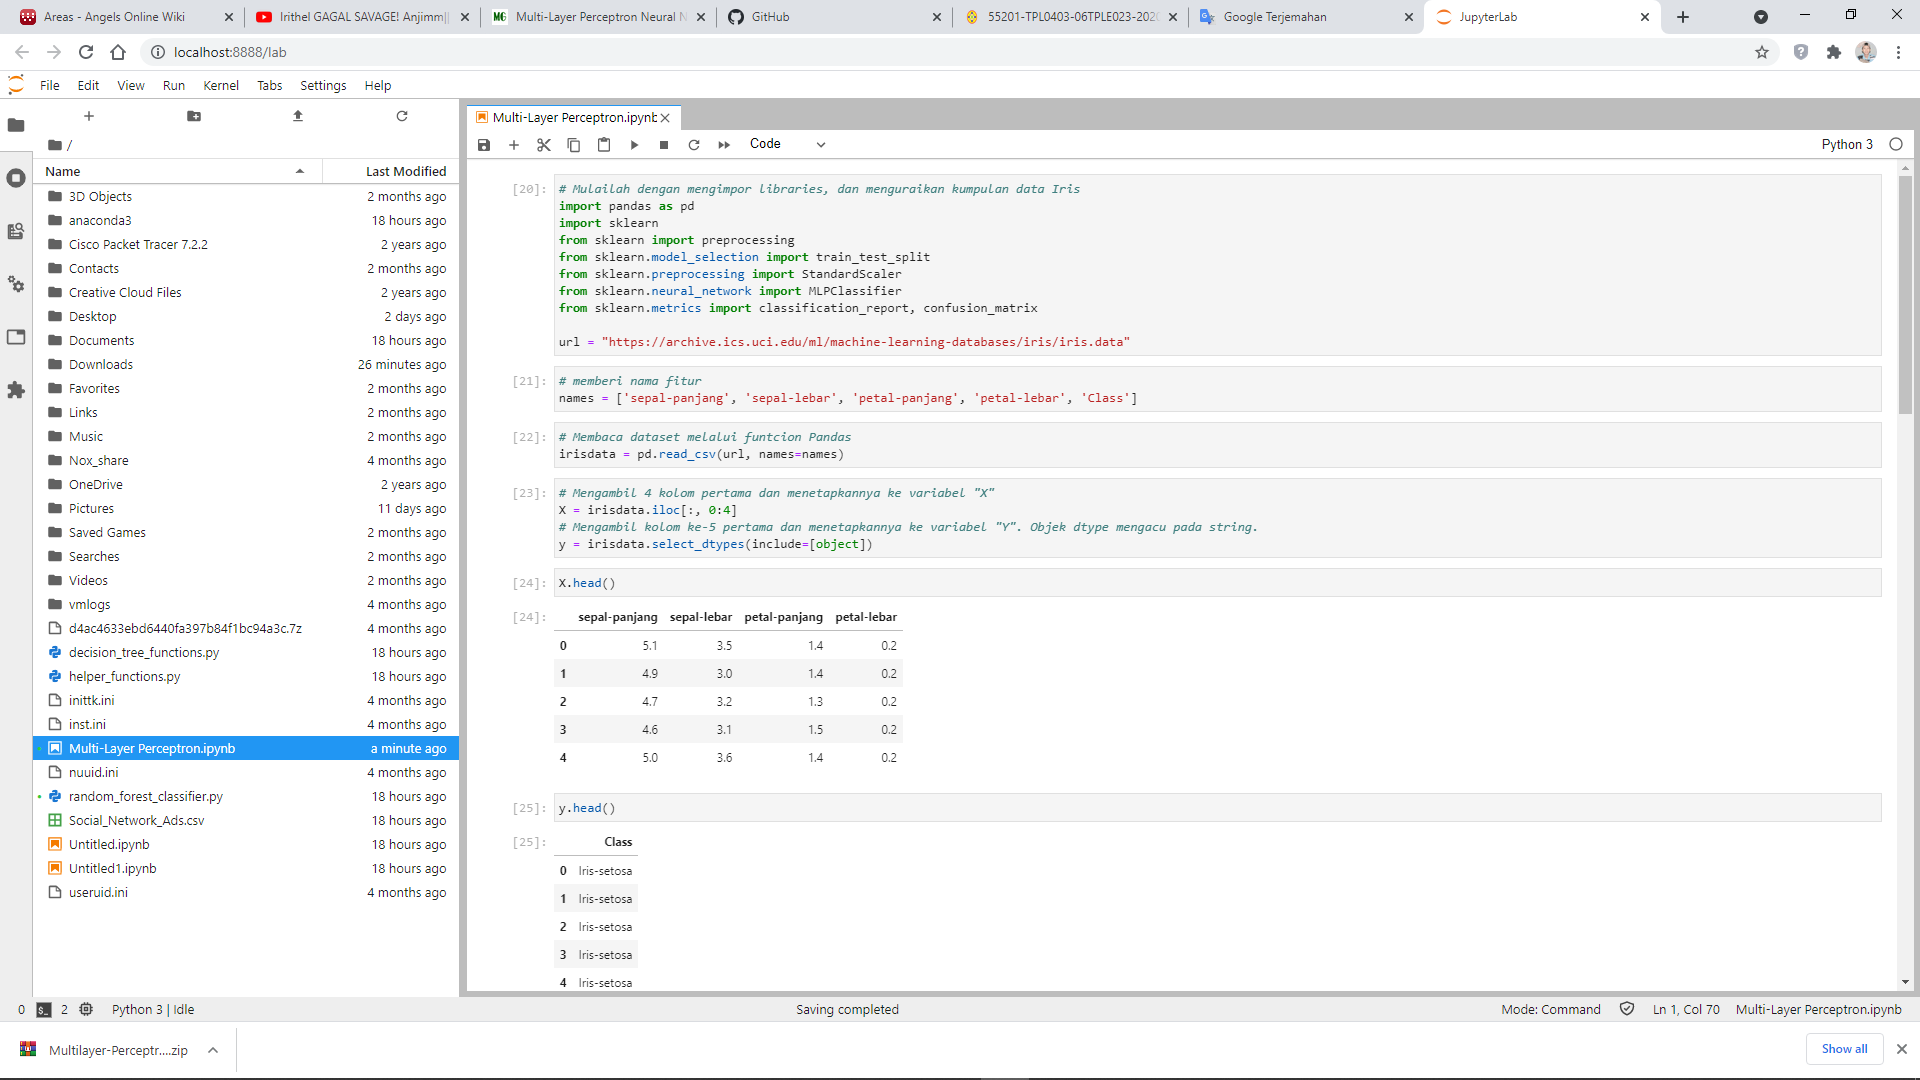 Areas - Angels Online Wiki
Irithel GAGAL SAVAGE! Anjimm||
Multi-Layer Perceptron Neural N
GitHub
55201-TPL0403-06TPLE023-202
Google Terjemahan
JupyterLab
localhost:8888/lab
File Edit View Run Kernel Tabs Settings Help
/
Name Last Modified
3D Objects 2 months ago
anaconda3 18 hours ago
Cisco Packet Tracer 7.2.2 2 years ago
Contacts 2 months ago
Creative Cloud Files 2 years ago
Desktop 2 days ago
Documents 18 hours ago
Downloads 26 minutes ago
Favorites 2 months ago
Links 2 months ago
Music 2 months ago
Nox_share 4 months ago
OneDrive 2 years ago
Pictures 11 days ago
Saved Games 2 months ago
Searches 2 months ago
Videos 2 months ago
vmlogs 4 months ago
d4ac4633ebd6440fa397b84f1bc94a3c.7z 4 months ago
decision_tree_functions.py 18 hours ago
helper_functions.py 18 hours ago
inittk.ini 4 months ago
inst.ini 4 months ago
Multi-Layer Perceptron.ipynb a minute ago
nuuid.ini 4 months ago
random_forest_classifier.py 18 hours ago
Social_Network_Ads.csv 18 hours ago
Untitled.ipynb 18 hours ago
Untitled1.ipynb 18 hours ago
useruid.ini 4 months ago
Multi-Layer Perceptron.ipynb
Code
Python 3
[20]: # Mulailah dengan mengimpor libraries, dan menguraikan kumpulan data Iris
import pandas as pd
import sklearn
from sklearn import preprocessing
from sklearn.model_selection import train_test_split
from sklearn.preprocessing import StandardScaler
from sklearn.neural_network import MLPClassifier
from sklearn.metrics import classification_report, confusion_matrix
url = "https://archive.ics.uci.edu/ml/machine-learning-databases/iris/iris.data"
[21]: # memberi nama fitur
names = ['sepal-panjang', 'sepal-lebar', 'petal-panjang', 'petal-lebar', 'Class']
[22]: # Membaca dataset melalui funtcion Pandas
irisdata = pd.read_csv(url, names=names)
[23]: # Mengambil 4 kolom pertama dan menetapkannya ke variabel "X"
X = irisdata.iloc[:, 0:4]
# Mengambil kolom ke-5 pertama dan menetapkannya ke variabel "Y". Objek dtype mengacu pada string.
y = irisdata.select_dtypes(include=[object])
[24]: X.head()
[24]: sepal-panjang sepal-lebar petal-panjang petal-lebar
0 5.1 3.5 1.4 0.2
1 4.9 3.0 1.4 0.2
2 4.7 3.2 1.3 0.2
3 4.6 3.1 1.5 0.2
4 5.0 3.6 1.4 0.2
[25]: y.head()
[25]: Class
0 Iris-setosa
1 Iris-setosa
2 Iris-setosa
3 Iris-setosa
4 Iris-setosa
0 2 Python 3 | Idle Saving completed Mode: Command Ln 1, Col 70 Multi-Layer Perceptron.ipynb
Multilayer-Perceptr....zip
Show all